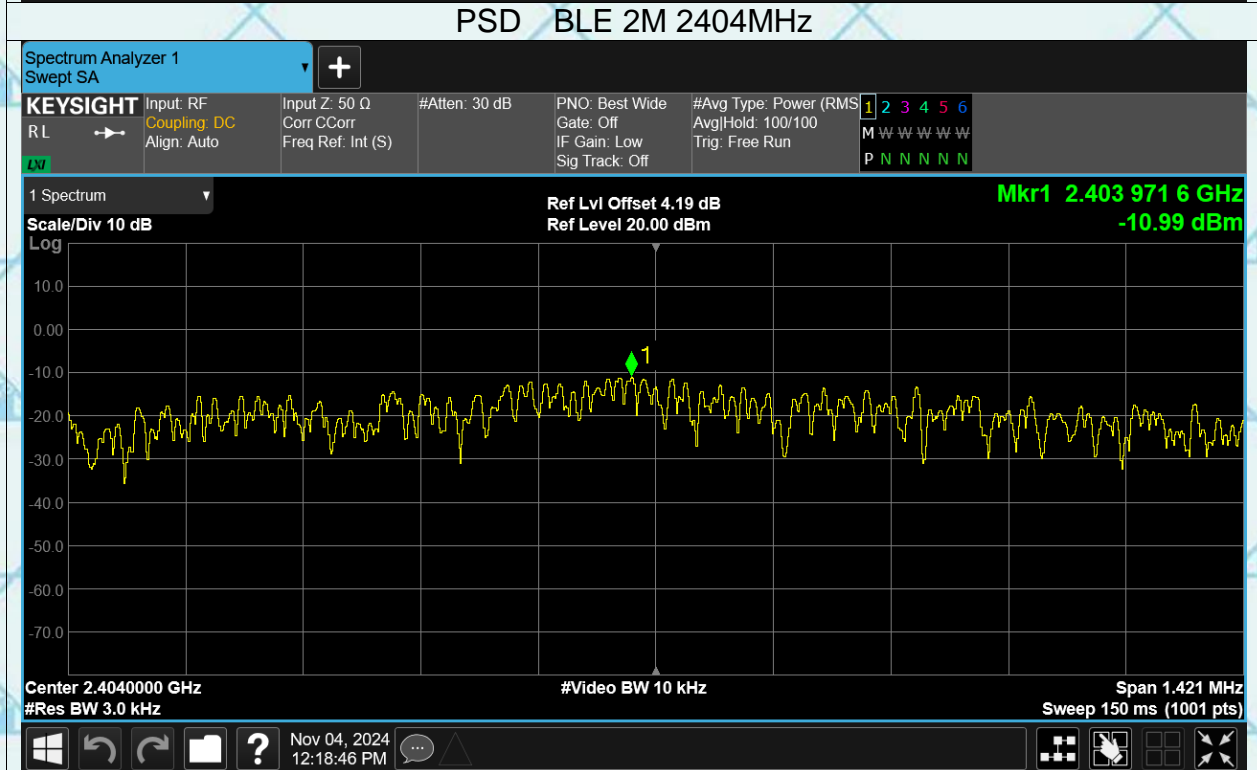 PSD BLE 2M 2404MHz
Spectrum Analyzer 1
Swept SA
+
KEYSIGHT
R L
LXI
Input: RF
Coupling: DC
Align: Auto
Input Z: 50 Ω
Corr CCorr
Freq Ref: Int (S)
#Atten: 30 dB
PNO: Best Wide
Gate: Off
IF Gain: Low
Sig Track: Off
#Avg Type: Power (RMS
Avg|Hold: 100/100
Trig: Free Run
1 2 3 4 5 6
M W W W W W
P N N N N N
1 Spectrum
Scale/Div 10 dB
Ref Lvl Offset 4.19 dB
Ref Level 20.00 dBm
Mkr1 2.403 971 6 GHz
-10.99 dBm
Log
10.0
0.00
-10.0
-20.0
-30.0
-40.0
-50.0
-60.0
-70.0
1
Center 2.4040000 GHz
#Res BW 3.0 kHz
#Video BW 10 kHz
Span 1.421 MHz
Sweep 150 ms (1001 pts)
?
Nov 04, 2024
12:18:46 PM